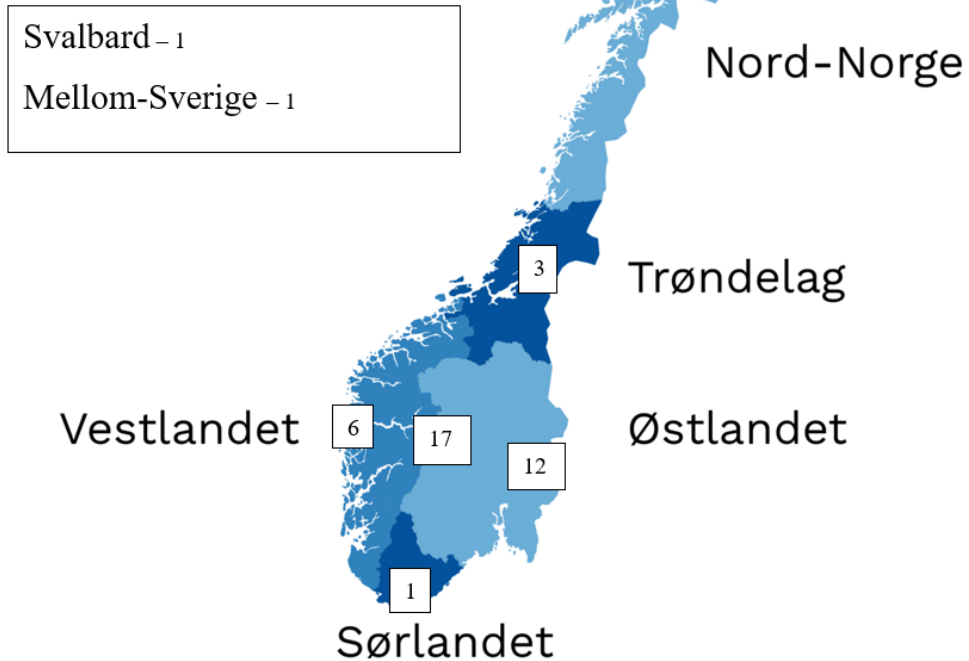 Svalbard – 1
Mellom-Sverige – 1
Nord-Norge
3
Trøndelag
Vestlandet
6
17
12
Østlandet
1
Sørlandet